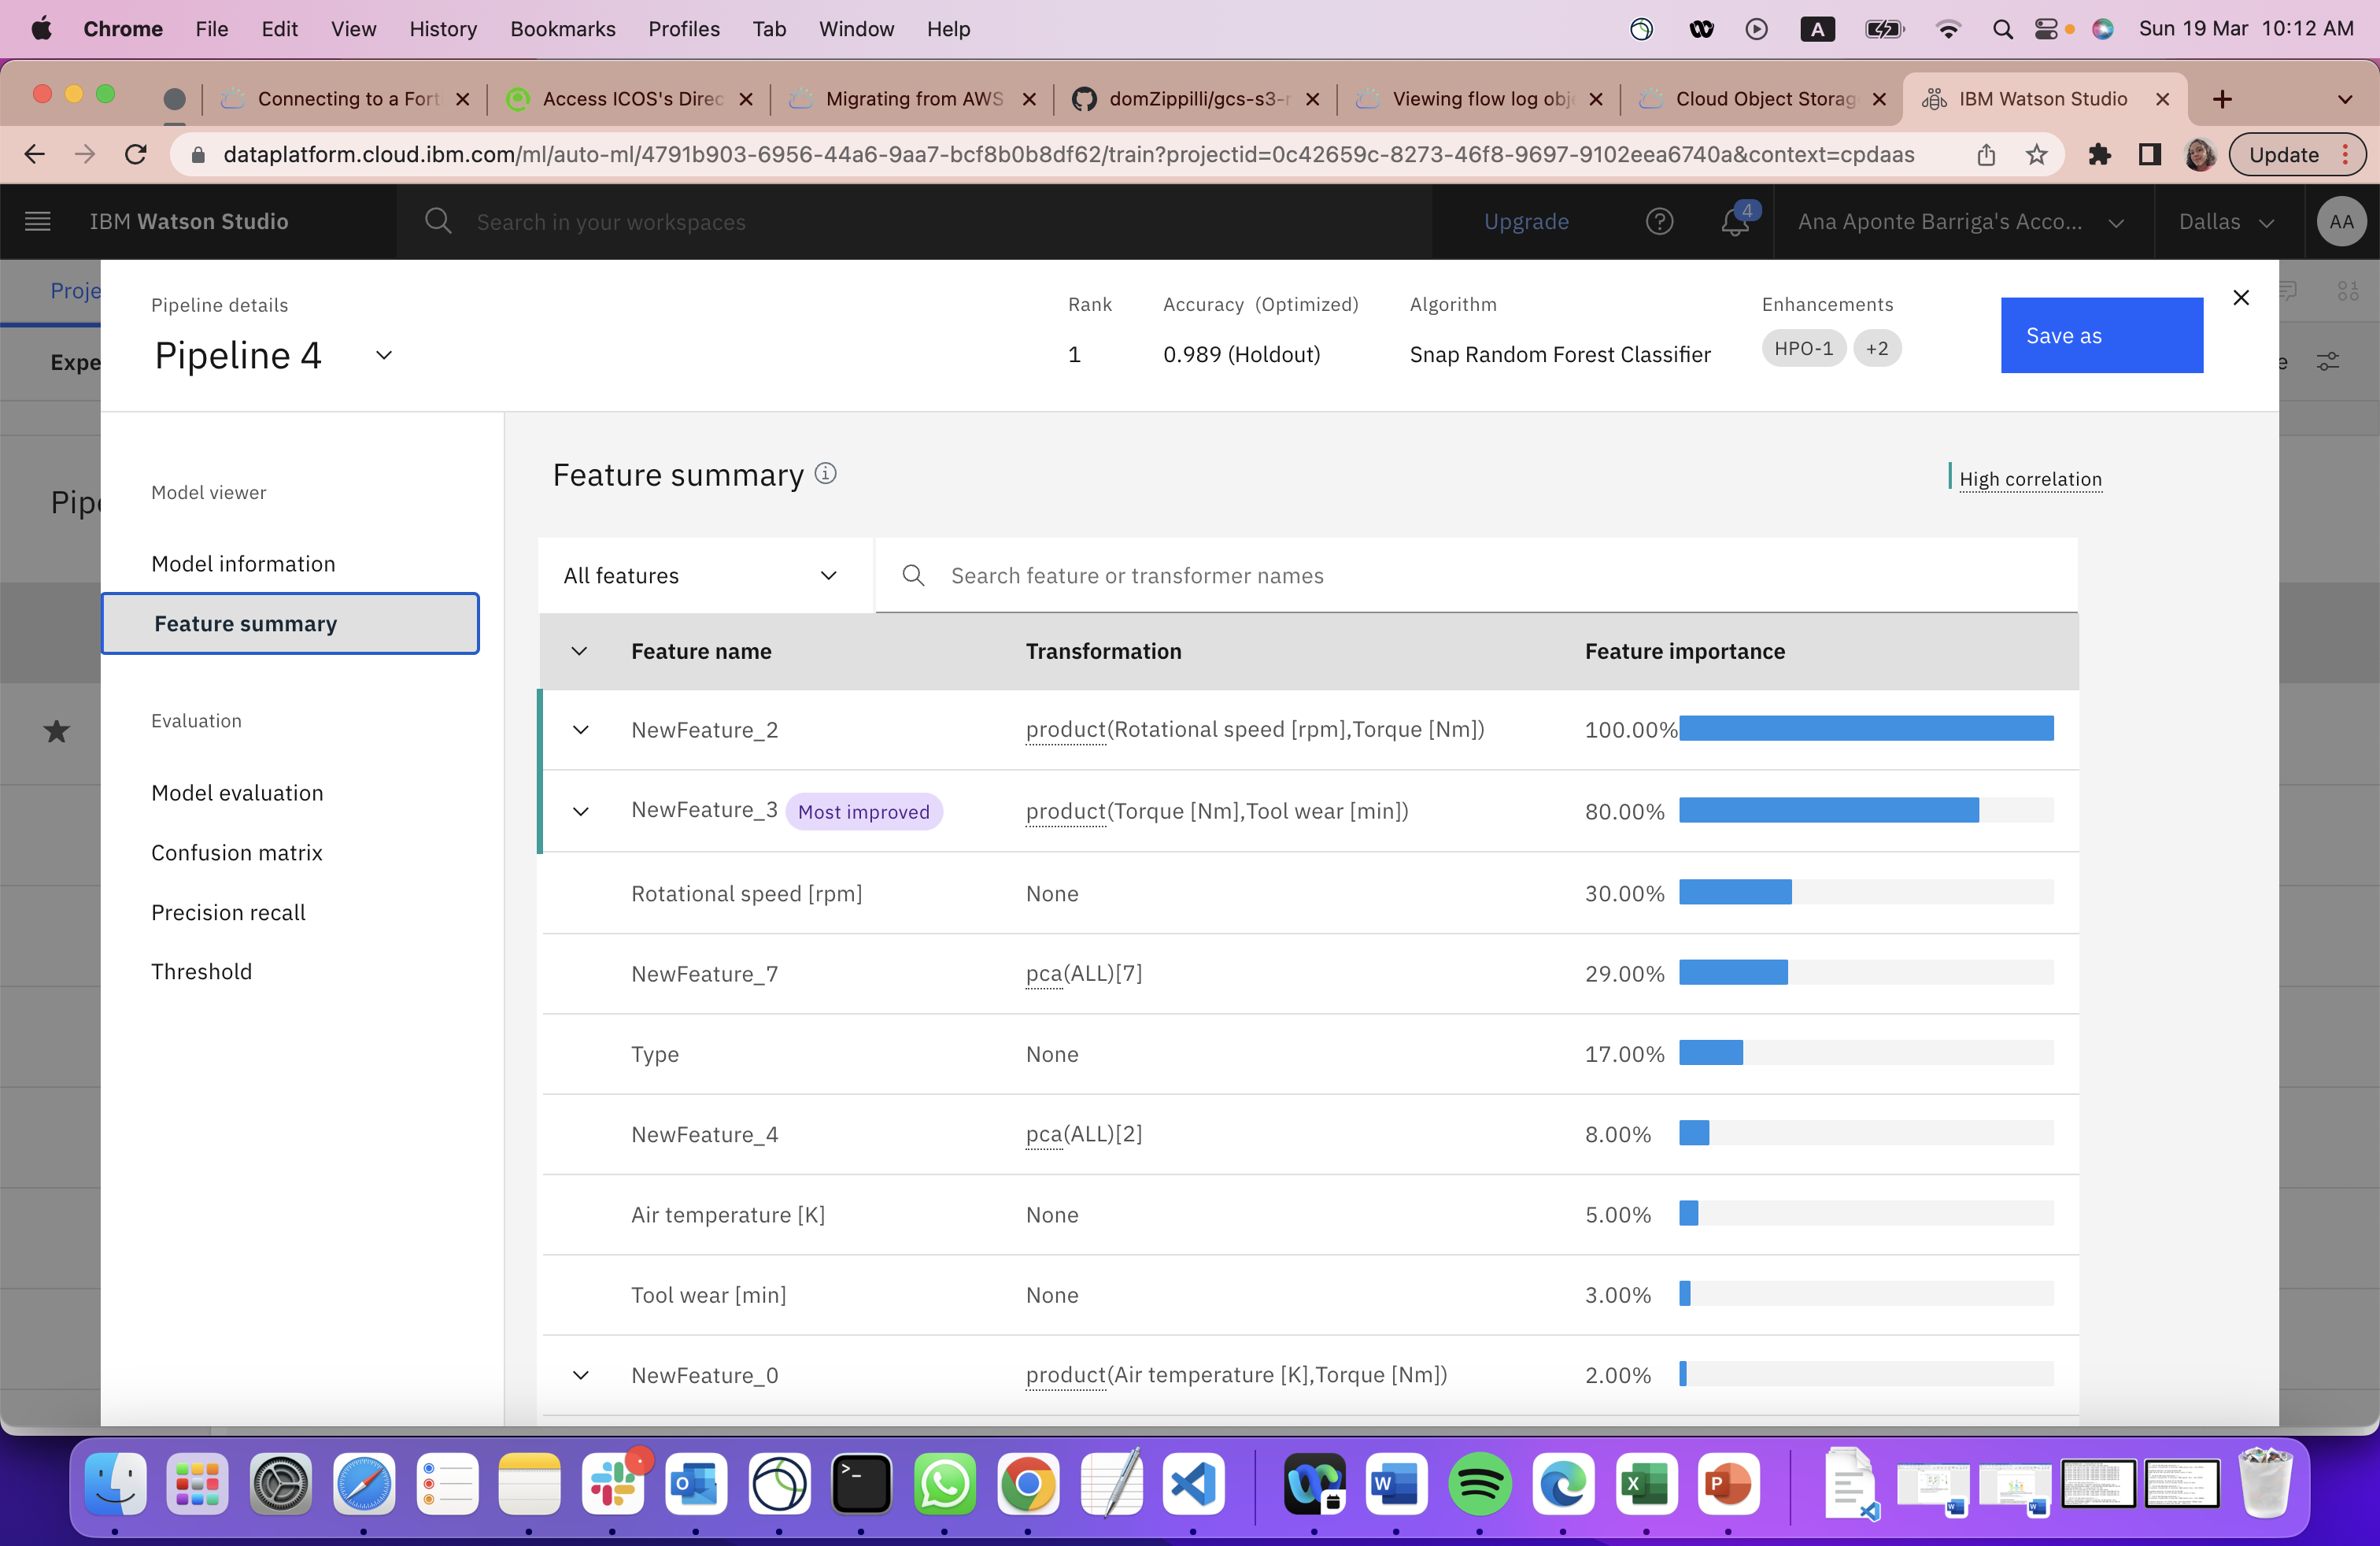 Chrome File Edit View History Bookmarks Profiles Tab Window Help A Sun 19 Mar 10:12 AM
Connecting to a Fort Access ICOS's Direc Migrating from AWS domZippilli/gcs-s3-r Viewing flow log obj Cloud Object Storag IBM Watson Studio
dataplatform.cloud.ibm.com/ml/auto-ml/4791b903-6956-44a6-9aa7-bcf8b0b8df62/train?projectid=0c42659c-8273-46f8-9697-9102eea6740a&context=cpdaas Update
IBM Watson Studio Search in your workspaces Upgrade 4 Ana Aponte Barriga's Acco... Dallas AA
Proje
Pipeline details Rank Accuracy (Optimized) Algorithm Enhancements
Expe Pipeline 4 1 0.989 (Holdout) Snap Random Forest Classifier HPO-1 +2 Save as e
Pipe
Model viewer
Model information
Feature summary
Evaluation
Model evaluation
Confusion matrix
Precision recall
Threshold
Feature summary High correlation
All features Search feature or transformer names
Feature name Transformation Feature importance
NewFeature_2 product(Rotational speed [rpm],Torque [Nm]) 100.00%
NewFeature_3 Most improved product(Torque [Nm],Tool wear [min]) 80.00%
Rotational speed [rpm] None 30.00%
NewFeature_7 pca(ALL)[7] 29.00%
Type None 17.00%
NewFeature_4 pca(ALL)[2] 8.00%
Air temperature [K] None 5.00%
Tool wear [min] None 3.00%
NewFeature_0 product(Air temperature [K],Torque [Nm]) 2.00%